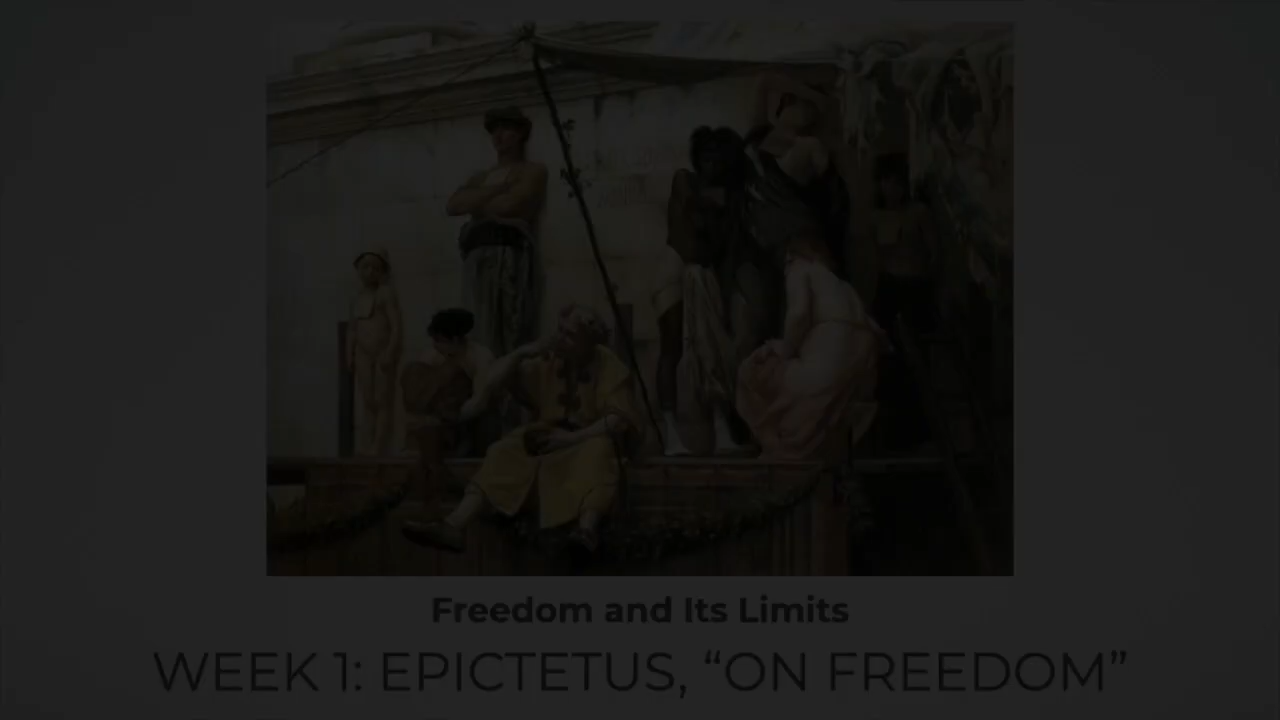 Freedom and Its Limits
WEEK 1: EPICTETUS, “ON FREEDOM”